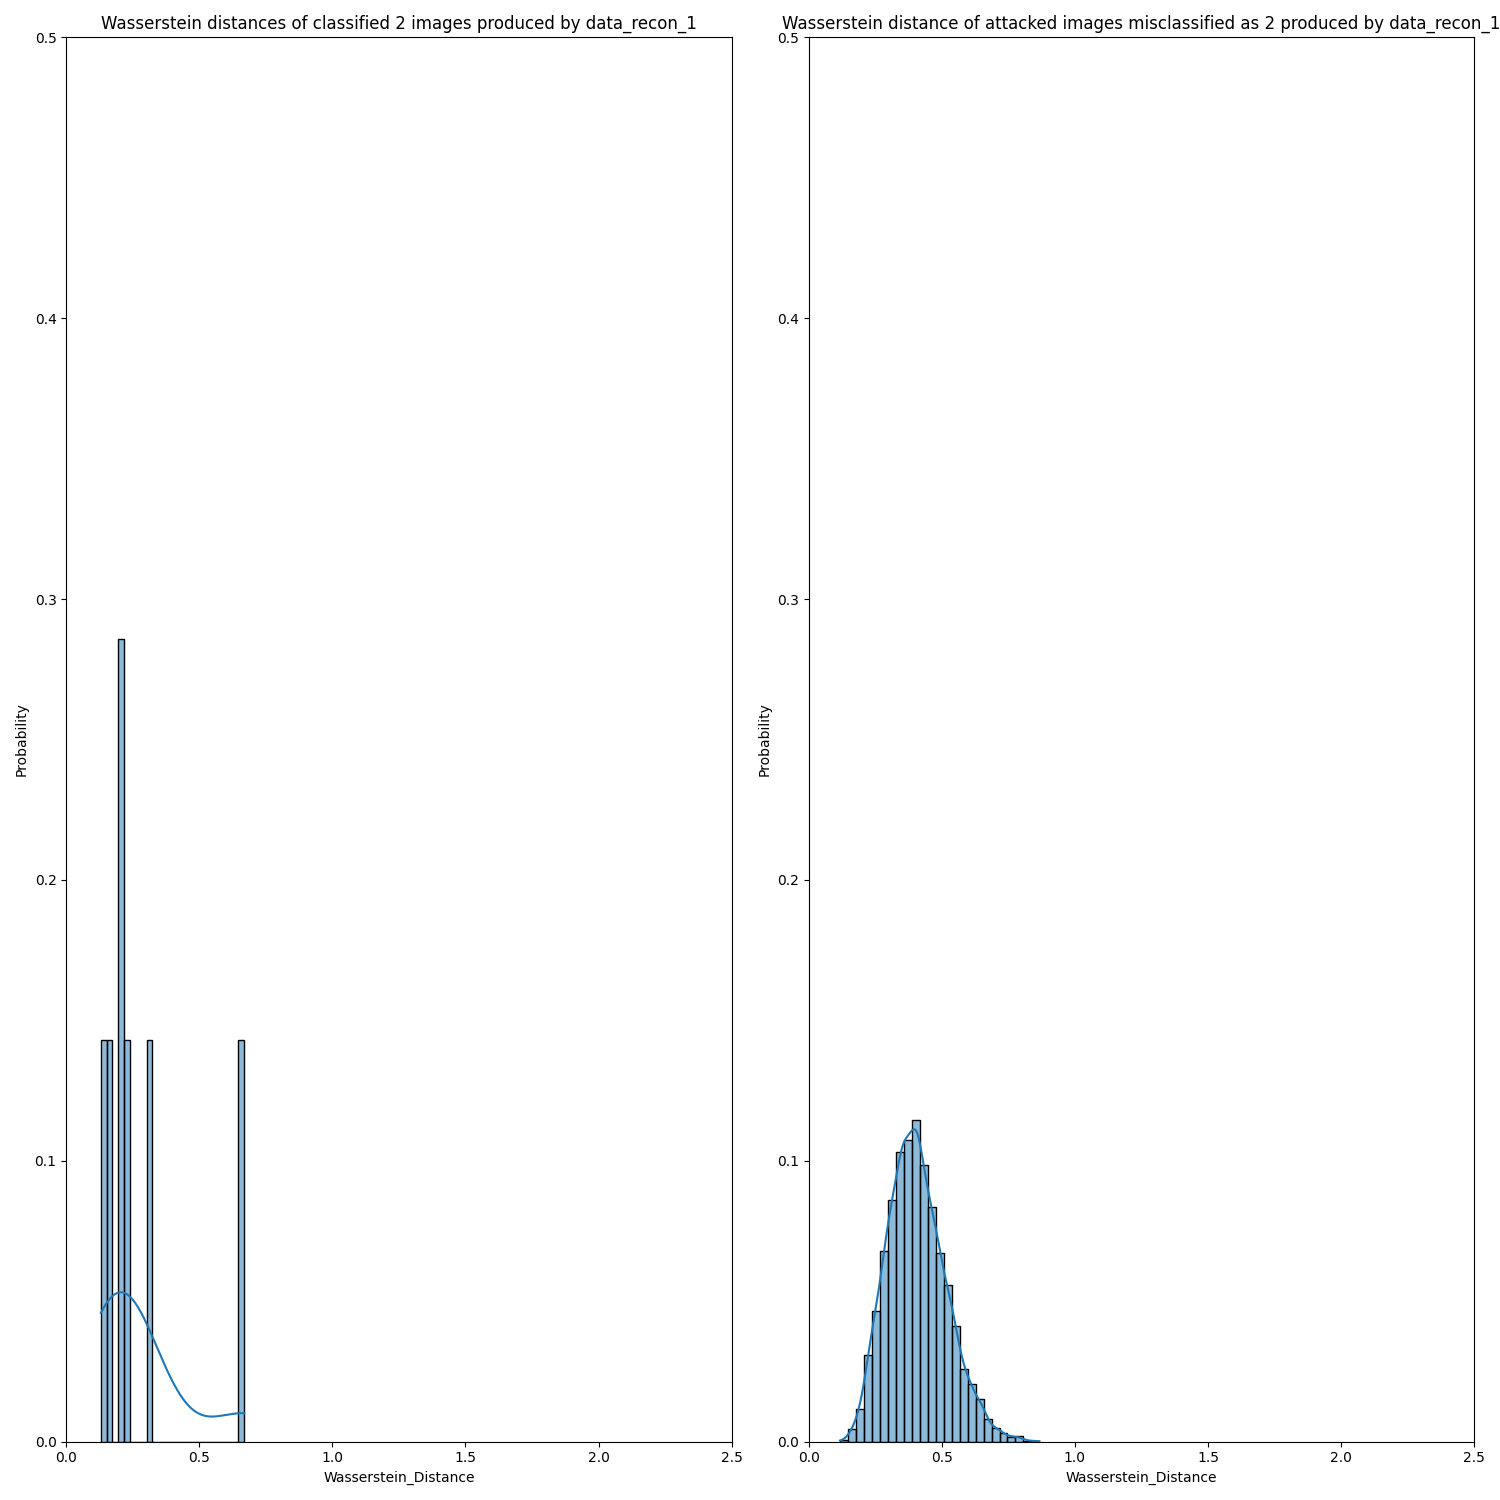 Wasserstein distances of classified 2 images produced by data_recon_1
0.5
0.4
0.3
0.2
0.1
0.0
Probability
0.0 0.5 1.0 1.5 2.0 2.5
Wasserstein_Distance
Wasserstein distance of attacked images misclassified as 2 produced by data_recon_1
0.5
0.4
0.3
0.2
0.1
0.0
Probability
0.0 0.5 1.0 1.5 2.0 2.5
Wasserstein_Distance